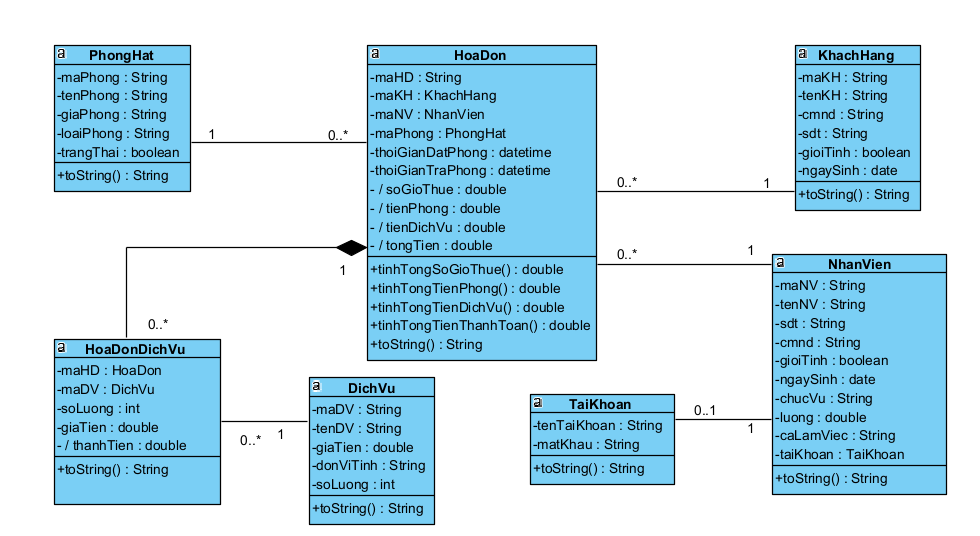 PhongHat
-maPhong : String
-tenPhong : String
-giaPhong : String
-loaiPhong : String
-trangThai : boolean
+toString() : String
1
0..*
HoaDon
-maHD : String
-maKH : KhachHang
-maNV : NhanVien
-maPhong : PhongHat
-thoiGianDatPhong : datetime
-thoiGianTraPhong : datetime
- / soGioThue : double
- / tienPhong : double
- / tienDichVu : double
- / tongTien : double
+tinhTongSoGioThue() : double
+tinhTongTienPhong() : double
+tinhTongTienDichVu() : double
+tinhTongTienThanhToan() : double
+toString() : String
0..*
1
KhachHang
-maKH : String
-tenKH : String
-cmnd : String
-sdt : String
-gioiTinh : boolean
-ngaySinh : date
+toString() : String
0..*
1
NhanVien
-maNV : String
-tenNV : String
-sdt : String
-cmnd : String
-gioiTinh : boolean
-ngaySinh : date
-chucVu : String
-luong : double
-caLamViec : String
-taiKhoan : TaiKhoan
+toString() : String
1
0..*
HoaDonDichVu
-maHD : HoaDon
-maDV : DichVu
-soLuong : int
-giaTien : double
- / thanhTien : double
+toString() : String
0..*
1
DichVu
-maDV : String
-tenDV : String
-giaTien : double
-donViTinh : String
-soLuong : int
+toString() : String
TaiKhoan
-tenTaiKhoan : String
-matKhau : String
+toString() : String
0..1
1